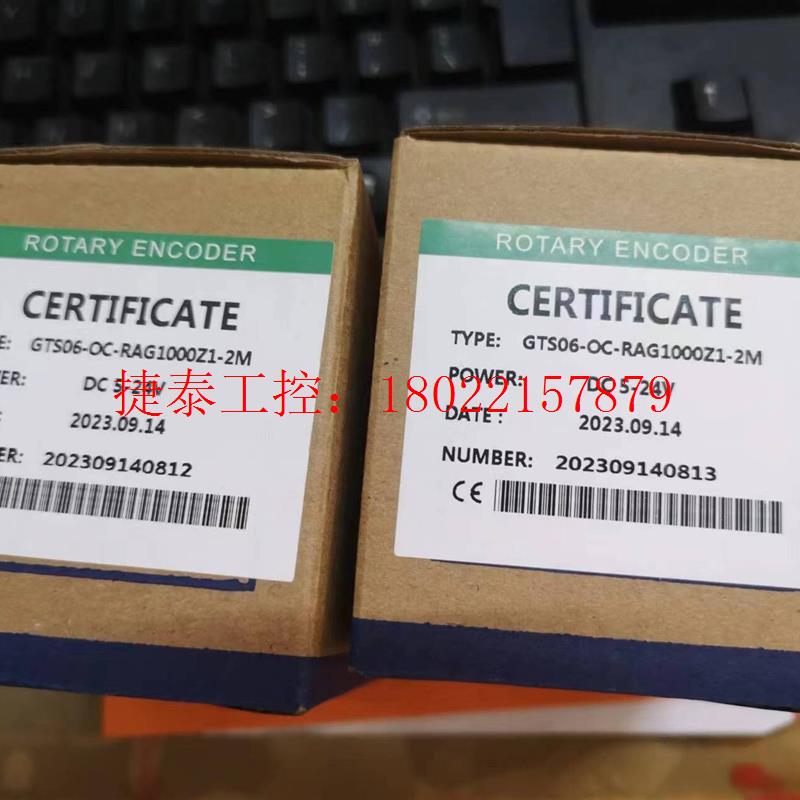 ROTARY ENCODER
CERTIFICATE
E: GTS06-OC-RAG1000Z1-2M
ER: DC 5-24V
: 2023.09.14
ER: 202309140812
ROTARY ENCODER
CERTIFICATE
TYPE: GTS06-OC-RAG1000Z1-2M
POWER: DC 5-24V
DATE : 2023.09.14
NUMBER: 202309140813
CE
捷泰工控：18022157879